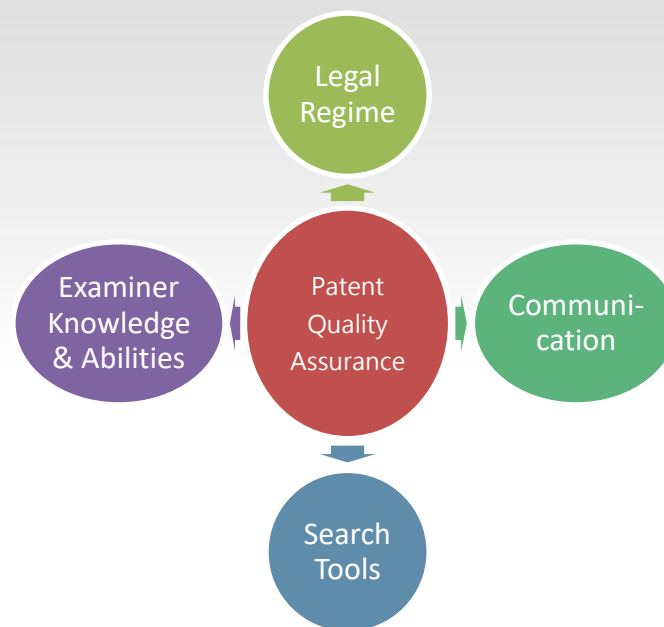 Legal
Regime
Examiner
Knowledge
& Abilities
Patent
Quality
Assurance
Communi-
cation
Search
Tools